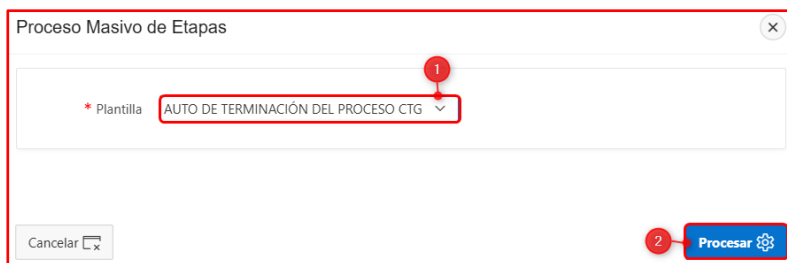 Proceso Masivo de Etapas
1
* Plantilla AUTO DE TERMINACIÓN DEL PROCESO CTG
Cancelar 2 Procesar